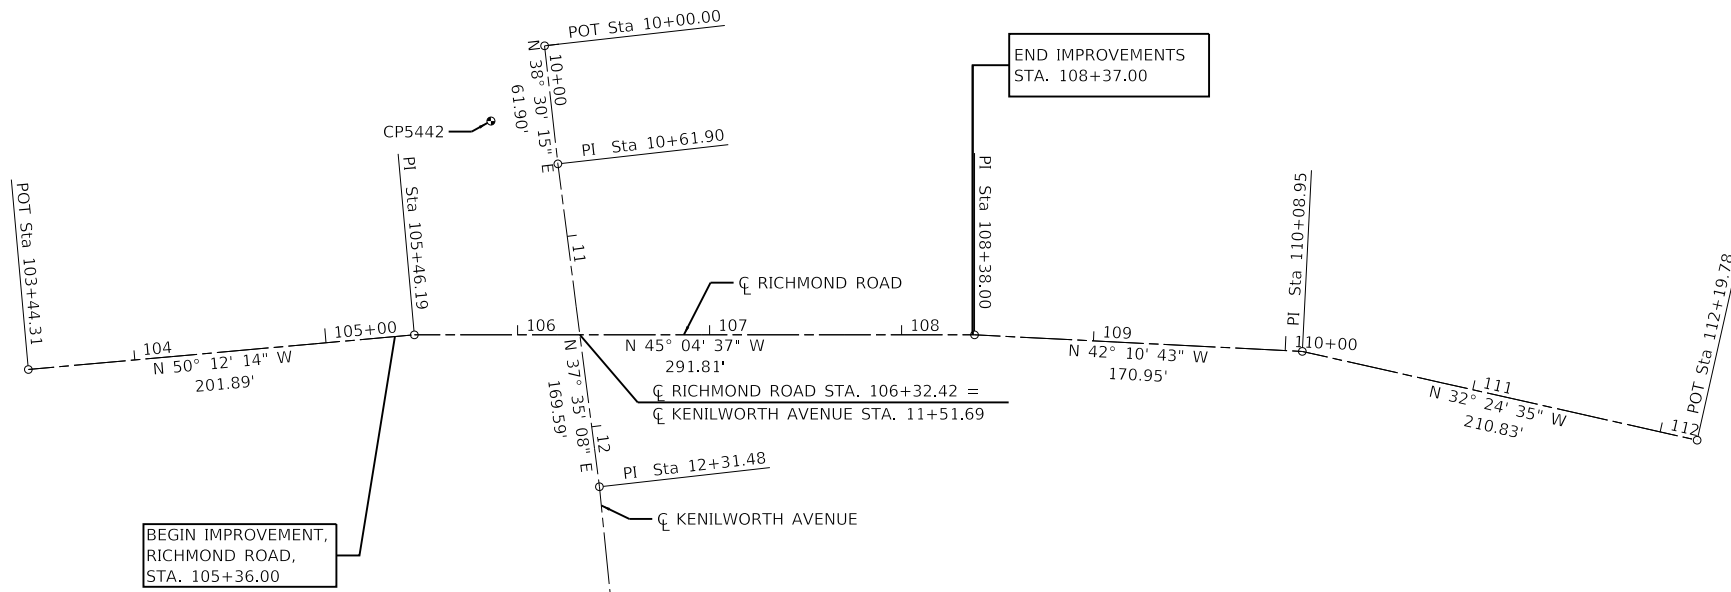 POT Sta 10+00.00
10+00
N 38° 30' 15" E
61.90'
END IMPROVEMENTS
STA. 108+37.00
CP5442
PI Sta 10+61.90
POT Sta 103+44.31
PI Sta 105+46.19
11
PI Sta 108+38.00
PI Sta 110+08.95
POT Sta 112+19.78
℄ RICHMOND ROAD
104
105+00
106
107
108
109
110+00
111
112
N 50° 12' 14" W
201.89'
N 45° 04' 37" W
291.81'
N 42° 10' 43" W
170.95'
N 32° 24' 35" W
210.83'
℄ RICHMOND ROAD STA. 106+32.42 =
℄ KENILWORTH AVENUE STA. 11+51.69
N 37° 35' 08" E
169.59'
12
PI Sta 12+31.48
℄ KENILWORTH AVENUE
BEGIN IMPROVEMENT,
RICHMOND ROAD,
STA. 105+36.00